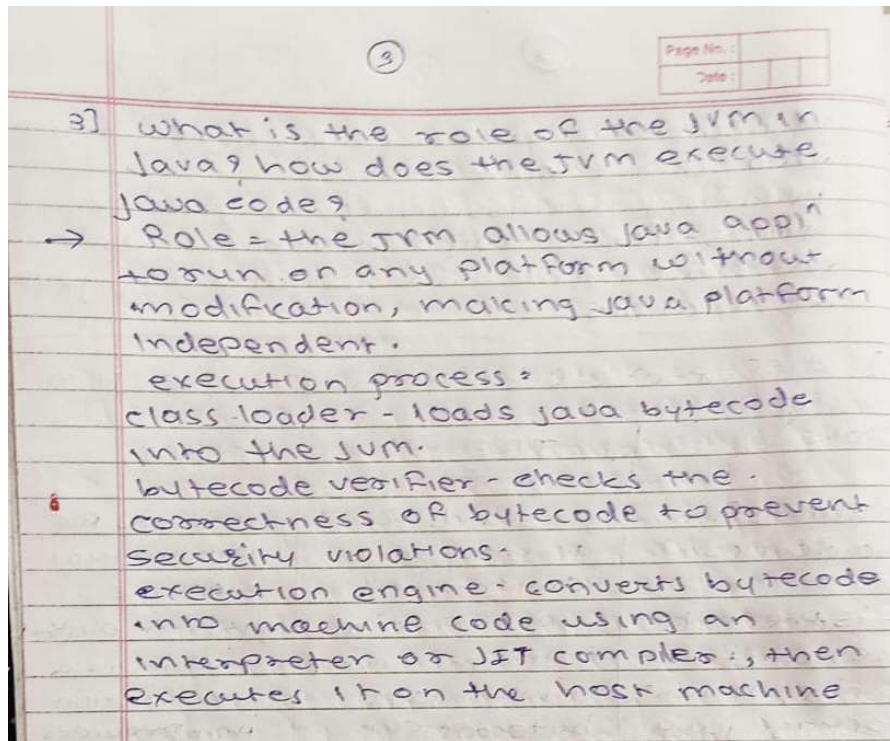 3
Page No. :
Date :
3] what is the role of the JVM in
Java? how does the JVM execute
java code?
→ Role = the JVM allows java appln
to run on any platform without
modification, making java platform
independent.
execution process :
class loader - loads java bytecode
into the JVM.
bytecode verifier - checks the
correctness of bytecode to prevent
security violations.
execution engine - converts bytecode
into machine code using an
interpreter or JIT compler, then
executes it on the host machine